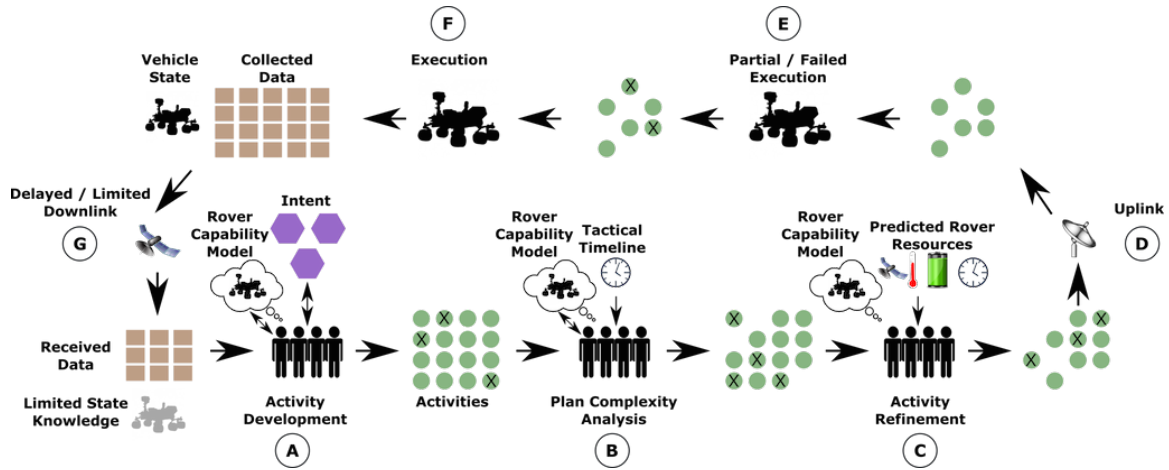 F
E
Vehicle
State
Collected
Data
Execution
Partial / Failed
Execution
X
X
Delayed / Limited
Downlink
G
Intent
Rover
Capability
Model
Rover
Capability
Model
Tactical
Timeline
Rover
Capability
Model
Predicted Rover
Resources
Uplink
D
Received
Data
Limited State
Knowledge
X
X
X
X
X
X
X
X
X
X
Activity
Development
Activities
Plan Complexity
Analysis
Activity
Refinement
A
B
C